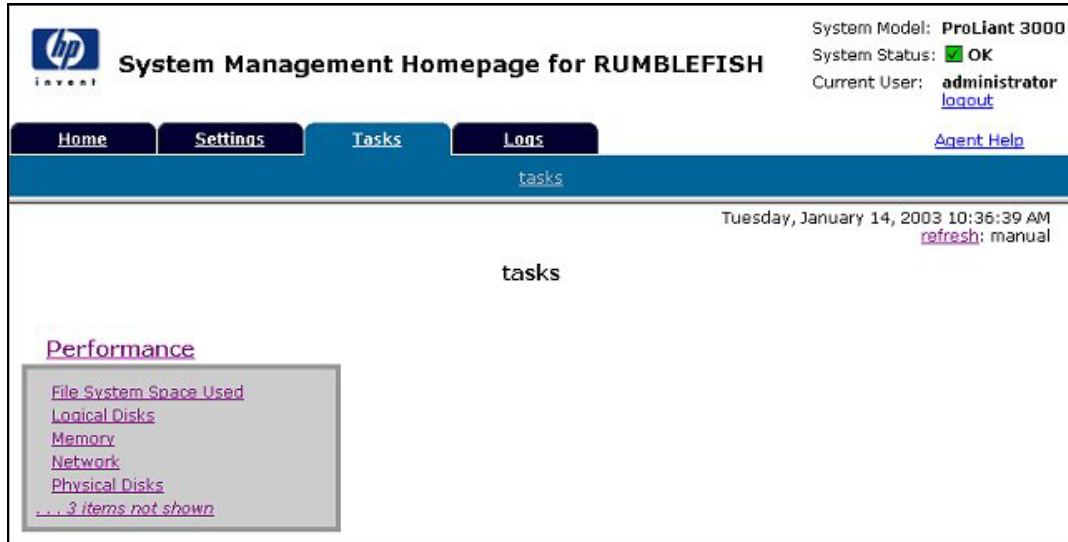 hp
invent
System Management Homepage for RUMBLEFISH
System Model: ProLiant 3000
System Status: OK
Current User: administrator
logout
Home Settings Tasks Logs
Agent Help
tasks
Tuesday, January 14, 2003 10:36:39 AM
refresh: manual
tasks
Performance
File System Space Used
Logical Disks
Memory
Network
Physical Disks
. . . 3 items not shown